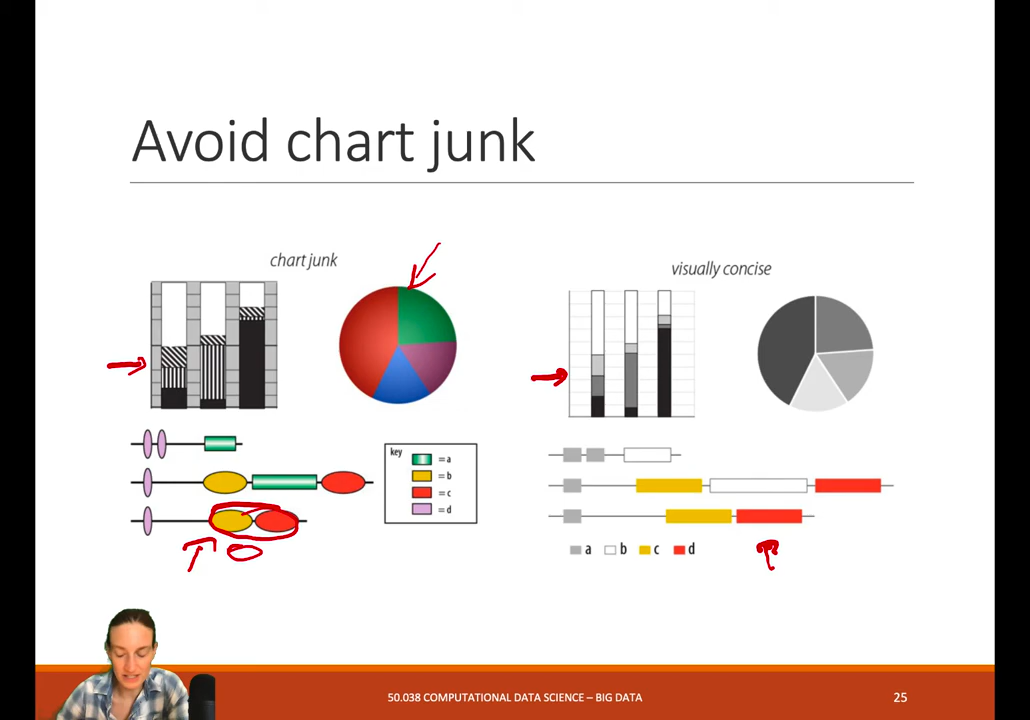 Avoid chart junk
chart junk
visually concise
key
= a
= b
= c
= d
a b c d
50.038 COMPUTATIONAL DATA SCIENCE – BIG DATA
25